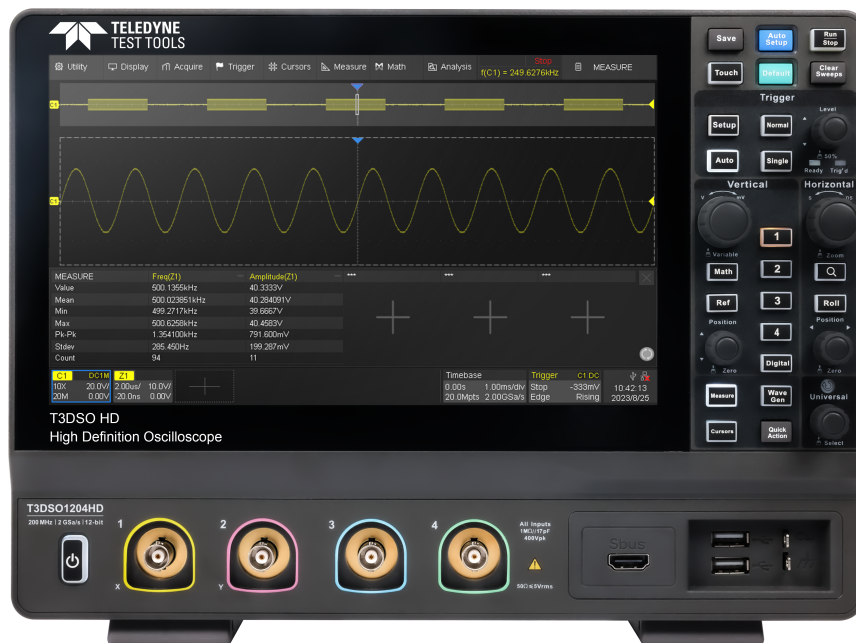 TELEDYNE
TEST TOOLS
Utility Display Acquire Trigger Cursors Measure Math Analysis
Stop
f(C1) = 249.6276kHz
MEASURE
C1
C1
MEASURE Freq(Z1) Amplitude(Z1) --- --- ---
Value 500.1355kHz 40.3333V
Mean 500.023851kHz 40.284091V
Min 499.2717kHz 39.6667V
Max 500.6258kHz 40.4583V
Pk-Pk 1.354100kHz 791.600mV
Stdev 285.450Hz 199.287mV
Count 94 11
C1 DC1M Z1
10X 20.0V/ 2.00us/ 10.0V/
20M 0.00V -20.0ns 0.00V
Timebase Trigger C1 DC
0.00s 1.00ms/div Stop -333mV 10:42:13
20.0Mpts 2.00GSa/s Edge Rising 2023/8/25
T3DSO HD
High Definition Oscilloscope
Save
Auto
Setup
Run
Stop
Touch
Default
Clear
Sweeps
Trigger
Level
Setup
Normal
50%
Auto
Single
Ready Trig'd
Vertical Horizontal
V mV s ns
1
Variable Zoom
Math
2
Ref
3
Roll
Position Position
4
Zero Zero
Digital
Measure
Wave
Gen
Universal
Cursors
Quick
Action
Select
T3DSO1204HD
200 MHz | 2 GSa/s | 12-bit
1 2 3 4
X Y
All Inputs
1MΩ//17pF
400Vpk
50Ω≤5Vrms
Sbus